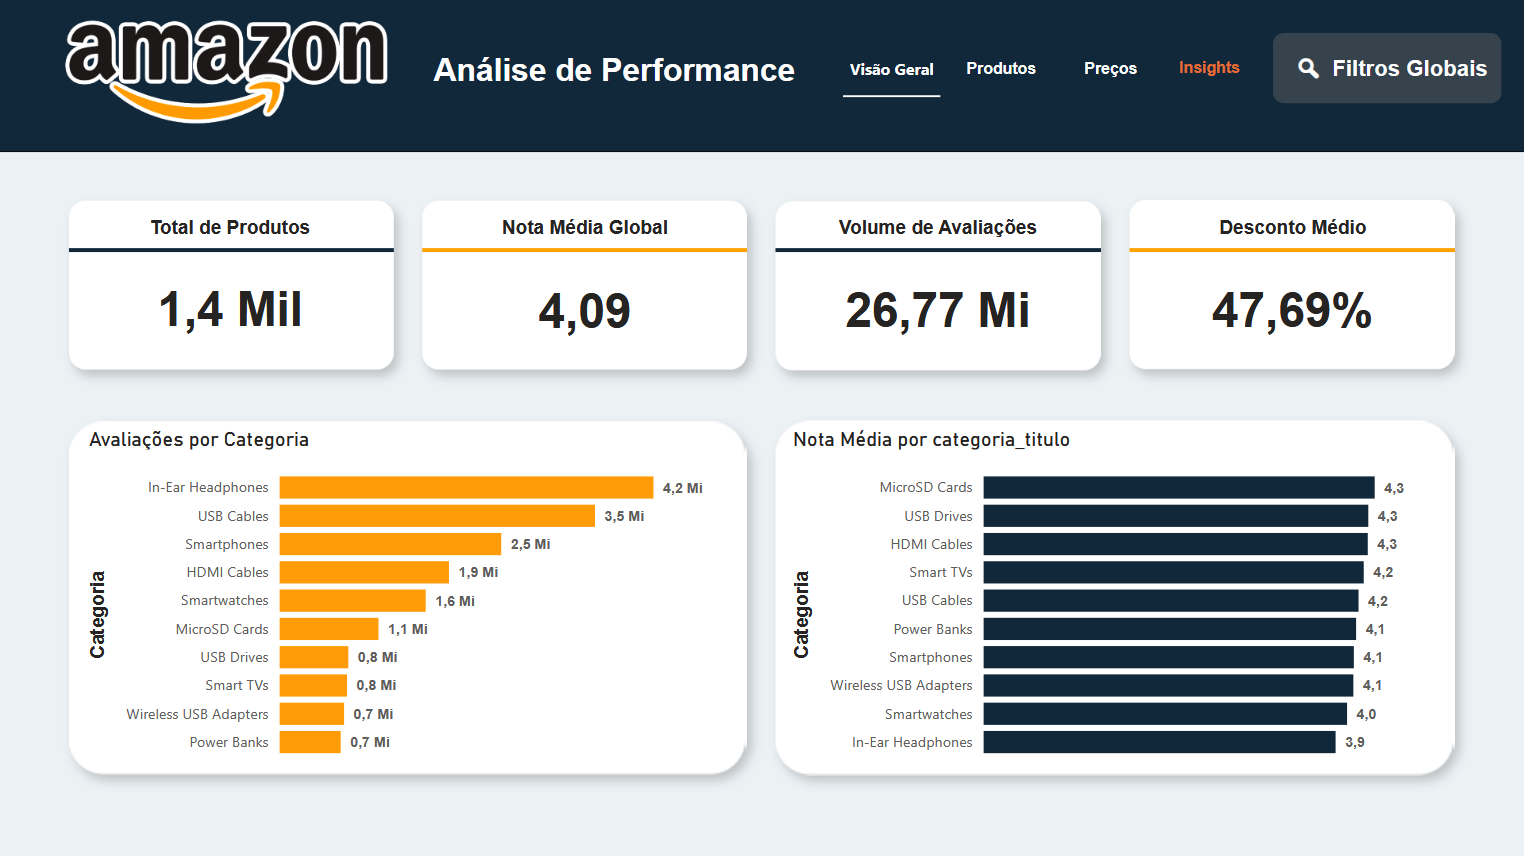 amazon
Análise de Performance
Visão Geral
Produtos
Preços
Insights
Filtros Globais
Total de Produtos
1,4 Mil
Nota Média Global
4,09
Volume de Avaliações
26,77 Mi
Desconto Médio
47,69%
Avaliações por Categoria
Categoria
In-Ear Headphones 4,2 Mi
USB Cables 3,5 Mi
Smartphones 2,5 Mi
HDMI Cables 1,9 Mi
Smartwatches 1,6 Mi
MicroSD Cards 1,1 Mi
USB Drives 0,8 Mi
Smart TVs 0,8 Mi
Wireless USB Adapters 0,7 Mi
Power Banks 0,7 Mi
Nota Média por categoria_titulo
Categoria
MicroSD Cards 4,3
USB Drives 4,3
HDMI Cables 4,3
Smart TVs 4,2
USB Cables 4,2
Power Banks 4,1
Smartphones 4,1
Wireless USB Adapters 4,1
Smartwatches 4,0
In-Ear Headphones 3,9